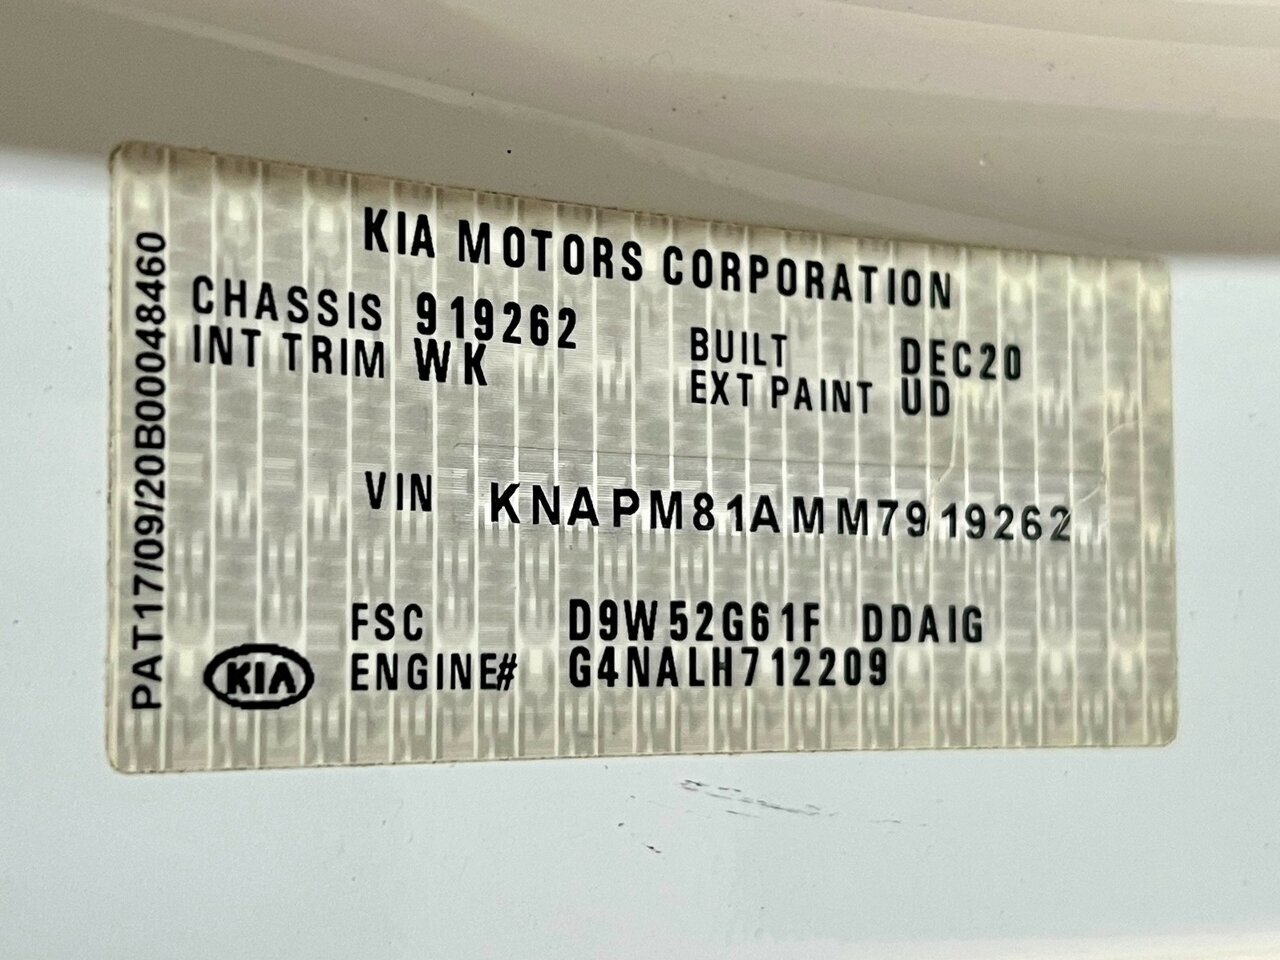 KIA MOTORS CORPORATION
CHASSIS 919262
INT TRIM WK
BUILT DEC20
EXT PAINT UD
VIN KNAPM81AMM7919262
FSC D9W52G61F DDAIG
ENGINE# G4NALH712209
KIA
PAT17/09/20B00048460